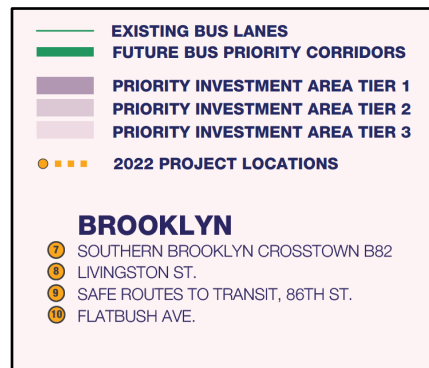 EXISTING BUS LANES
FUTURE BUS PRIORITY CORRIDORS
PRIORITY INVESTMENT AREA TIER 1
PRIORITY INVESTMENT AREA TIER 2
PRIORITY INVESTMENT AREA TIER 3
2022 PROJECT LOCATIONS
BROOKLYN
7 SOUTHERN BROOKLYN CROSSTOWN B82
8 LIVINGSTON ST.
9 SAFE ROUTES TO TRANSIT, 86TH ST.
10 FLATBUSH AVE.